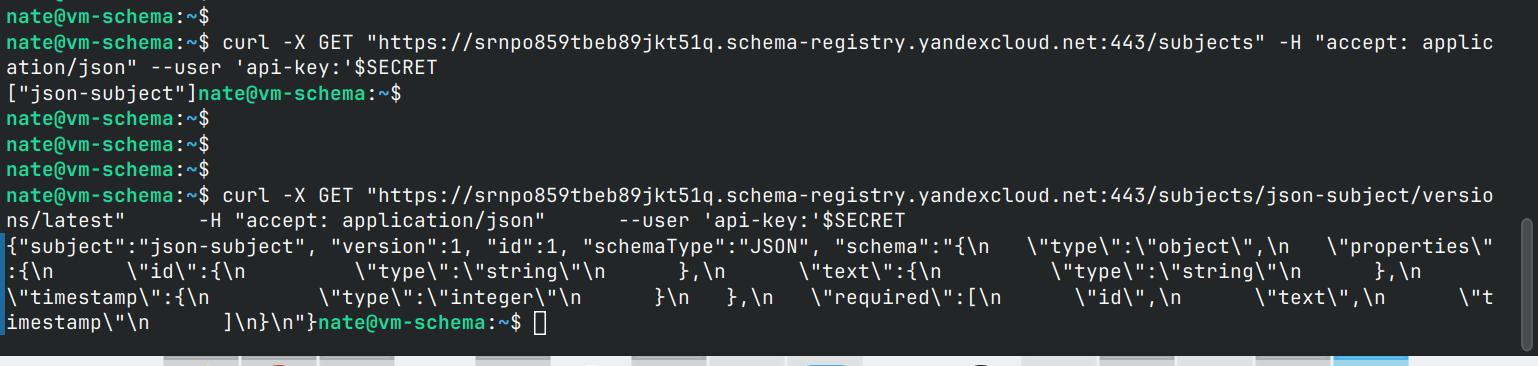 nate@vm-schema:~$
nate@vm-schema:~$ curl -X GET "https://srnpo859tbeb89jkt51q.schema-registry.yandexcloud.net:443/subjects" -H "accept: applic
ation/json" --user 'api-key:'$SECRET
["json-subject"]nate@vm-schema:~$
nate@vm-schema:~$
nate@vm-schema:~$
nate@vm-schema:~$
nate@vm-schema:~$ curl -X GET "https://srnpo859tbeb89jkt51q.schema-registry.yandexcloud.net:443/subjects/json-subject/versio
ns/latest"      -H "accept: application/json"      --user 'api-key:'$SECRET
{"subject":"json-subject", "version":1, "id":1, "schemaType":"JSON", "schema":"{\n   \"type\":\"object\",\n   \"properties\"
:{\n      \"id\":{\n         \"type\":\"string\"\n      },\n      \"text\":{\n         \"type\":\"string\"\n      },\n
\"timestamp\":{\n         \"type\":\"integer\"\n      }\n   },\n   \"required\":[\n      \"id\",\n      \"text\",\n      \"t
imestamp\"\n      ]\n}\n"}nate@vm-schema:~$